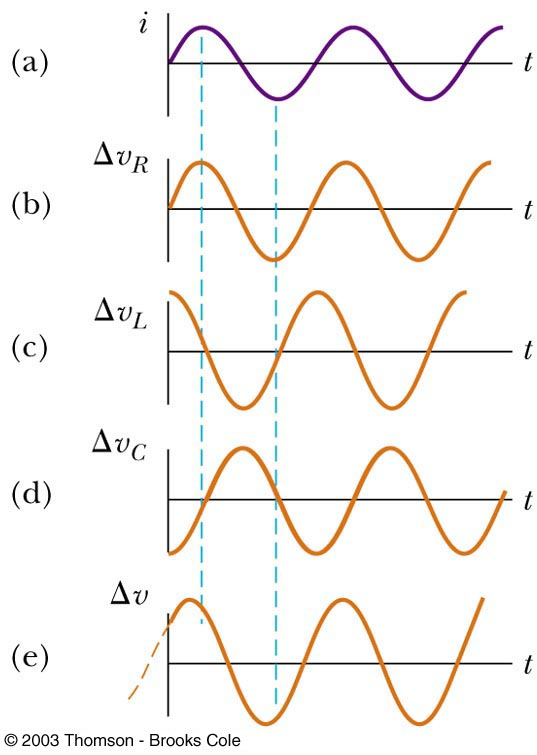 i
(a) t
Δv_R
(b) t
Δv_L
(c) t
Δv_C
(d) t
Δv
(e) t
© 2003 Thomson - Brooks Cole